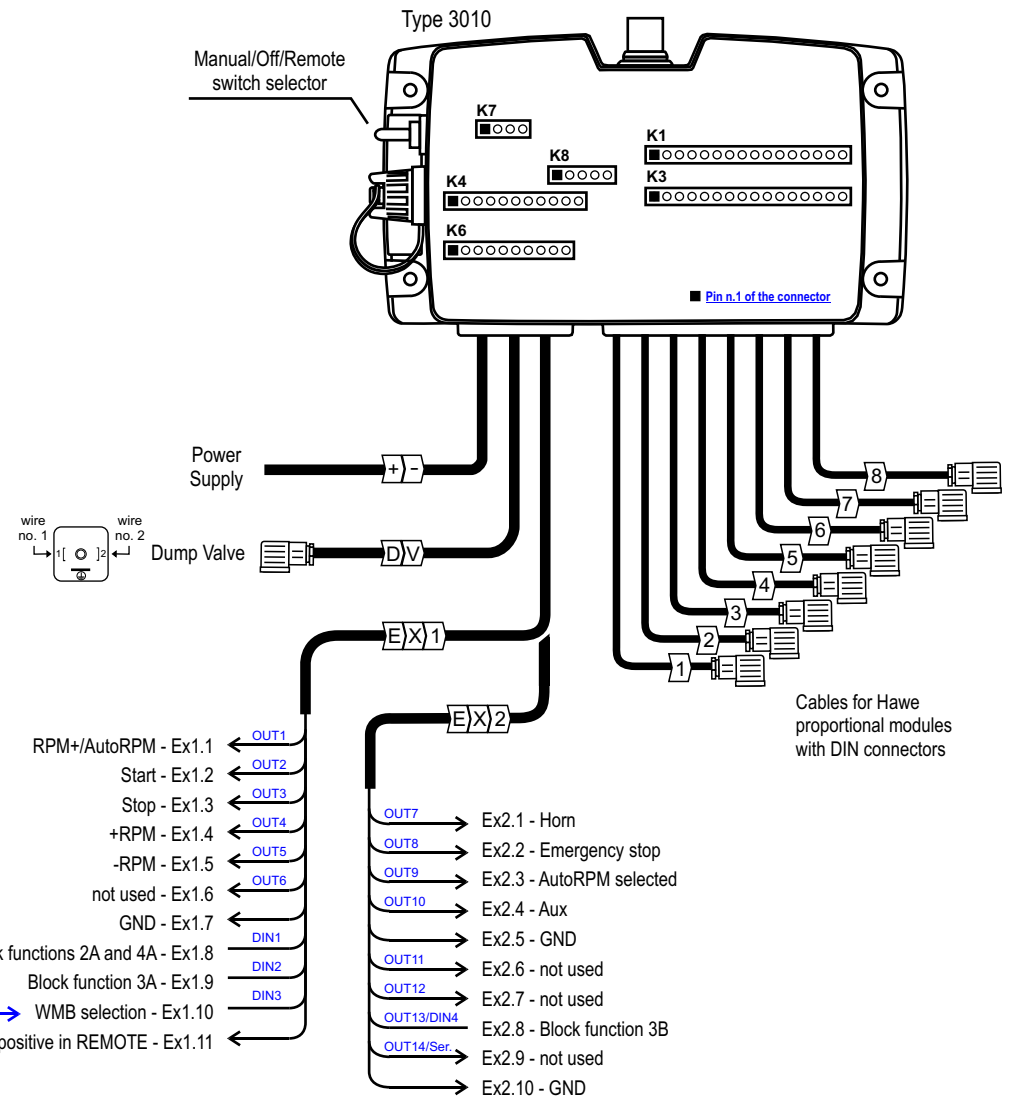 Type 3010
Manual/Off/Remote
switch selector
K7
K1
K8
K3
K4
K6
Pin n.1 of the connector
Power
Supply
+ -
8
7
wire
no. 1
wire
no. 2
1[ ]2
Dump Valve
D V
6
5
4
3
E X 1
2
1
Cables for Hawe
proportional modules
with DIN connectors
E X 2
RPM+/AutoRPM - Ex1.1 OUT1
Start - Ex1.2 OUT2
Stop - Ex1.3 OUT3
+RPM - Ex1.4 OUT4
-RPM - Ex1.5 OUT5
not used - Ex1.6 OUT6
GND - Ex1.7
functions 2A and 4A - Ex1.8 DIN1
Block function 3A - Ex1.9 DIN2
WMB selection - Ex1.10 DIN3
positive in REMOTE - Ex1.11
OUT7 Ex2.1 - Horn
OUT8 Ex2.2 - Emergency stop
OUT9 Ex2.3 - AutoRPM selected
OUT10 Ex2.4 - Aux
Ex2.5 - GND
OUT11 Ex2.6 - not used
OUT12 Ex2.7 - not used
OUT13/DIN4 Ex2.8 - Block function 3B
OUT14/Ser. Ex2.9 - not used
Ex2.10 - GND